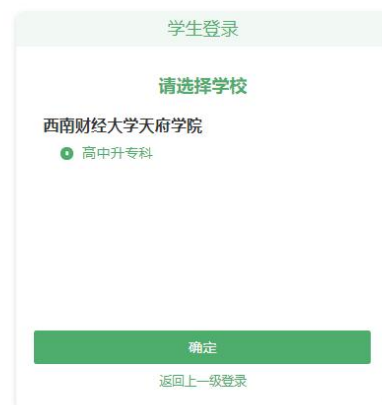 学生登录
请选择学校
西南财经大学天府学院
高中升专科
确定
返回上一级登录